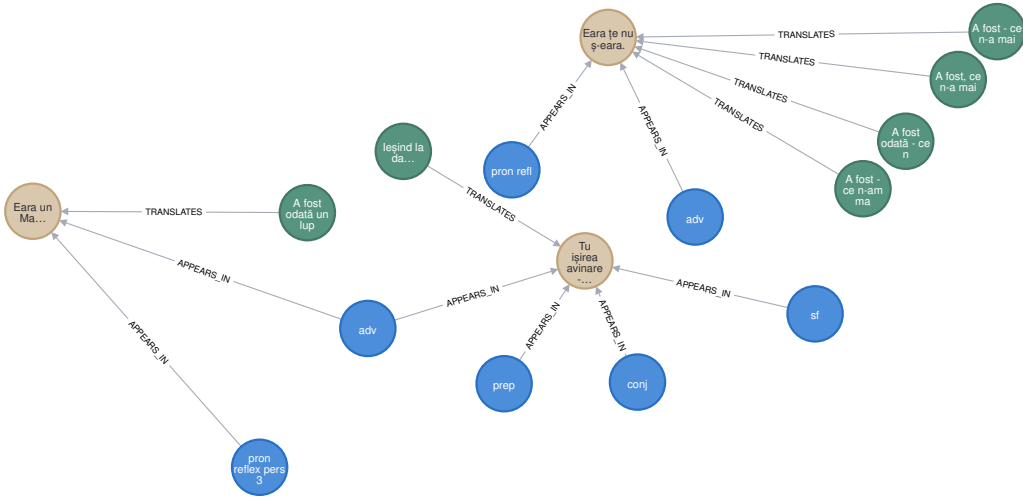 Eara țe nu
ș-eara.
TRANSLATES
A fost - ce
n-a mai
TRANSLATES
A fost, ce
n-a mai
TRANSLATES
A fost
odată - ce
n
TRANSLATES
A fost -
ce n-am
ma
APPEARS_IN
pron refl
APPEARS_IN
adv
Ieșind la
da…
TRANSLATES
Eara un
Ma…
TRANSLATES
A fost
odată un
lup
Tu
ișirea
avinare
-…
APPEARS_IN
APPEARS_IN
adv
APPEARS_IN
sf
APPEARS_IN
prep
APPEARS_IN
conj
APPEARS_IN
pron
reflex pers
3